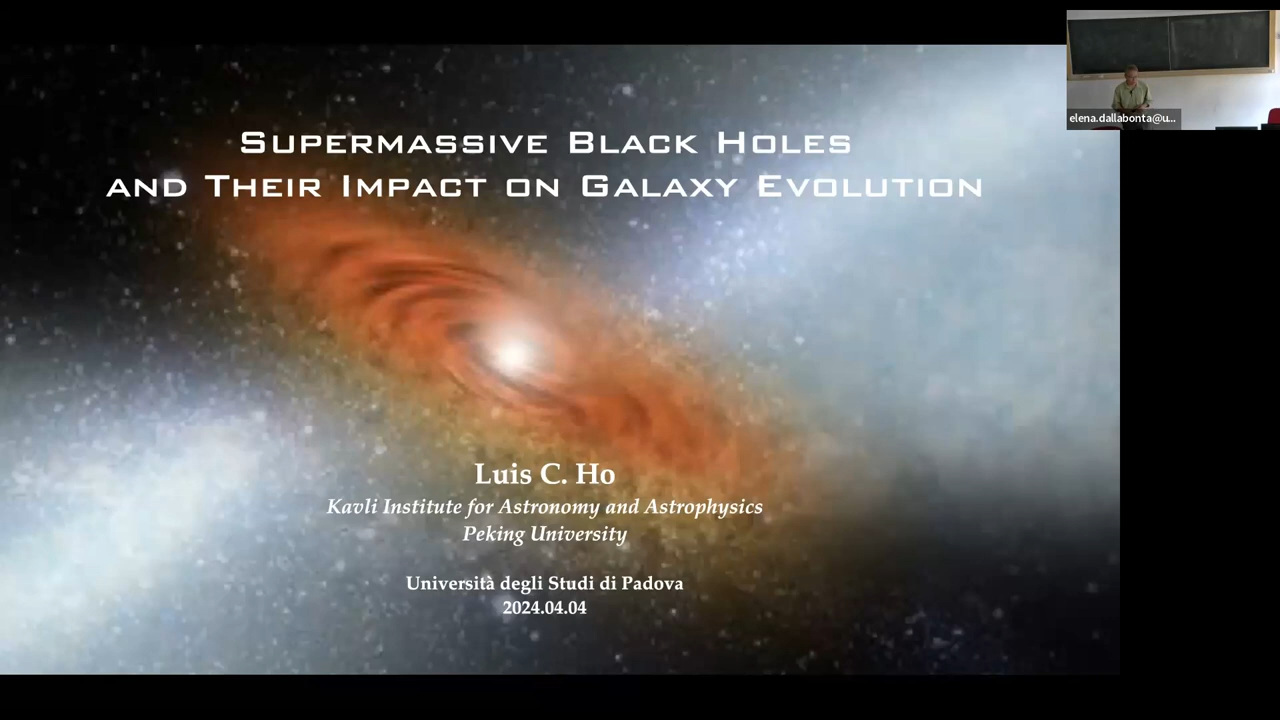 SUPERMASSIVE BLACK HOLES
AND THEIR IMPACT ON GALAXY EVOLUTION
Luis C. Ho
Kavli Institute for Astronomy and Astrophysics
Peking University
Università degli Studi di Padova
2024.04.04
elena.dallabonta@u...